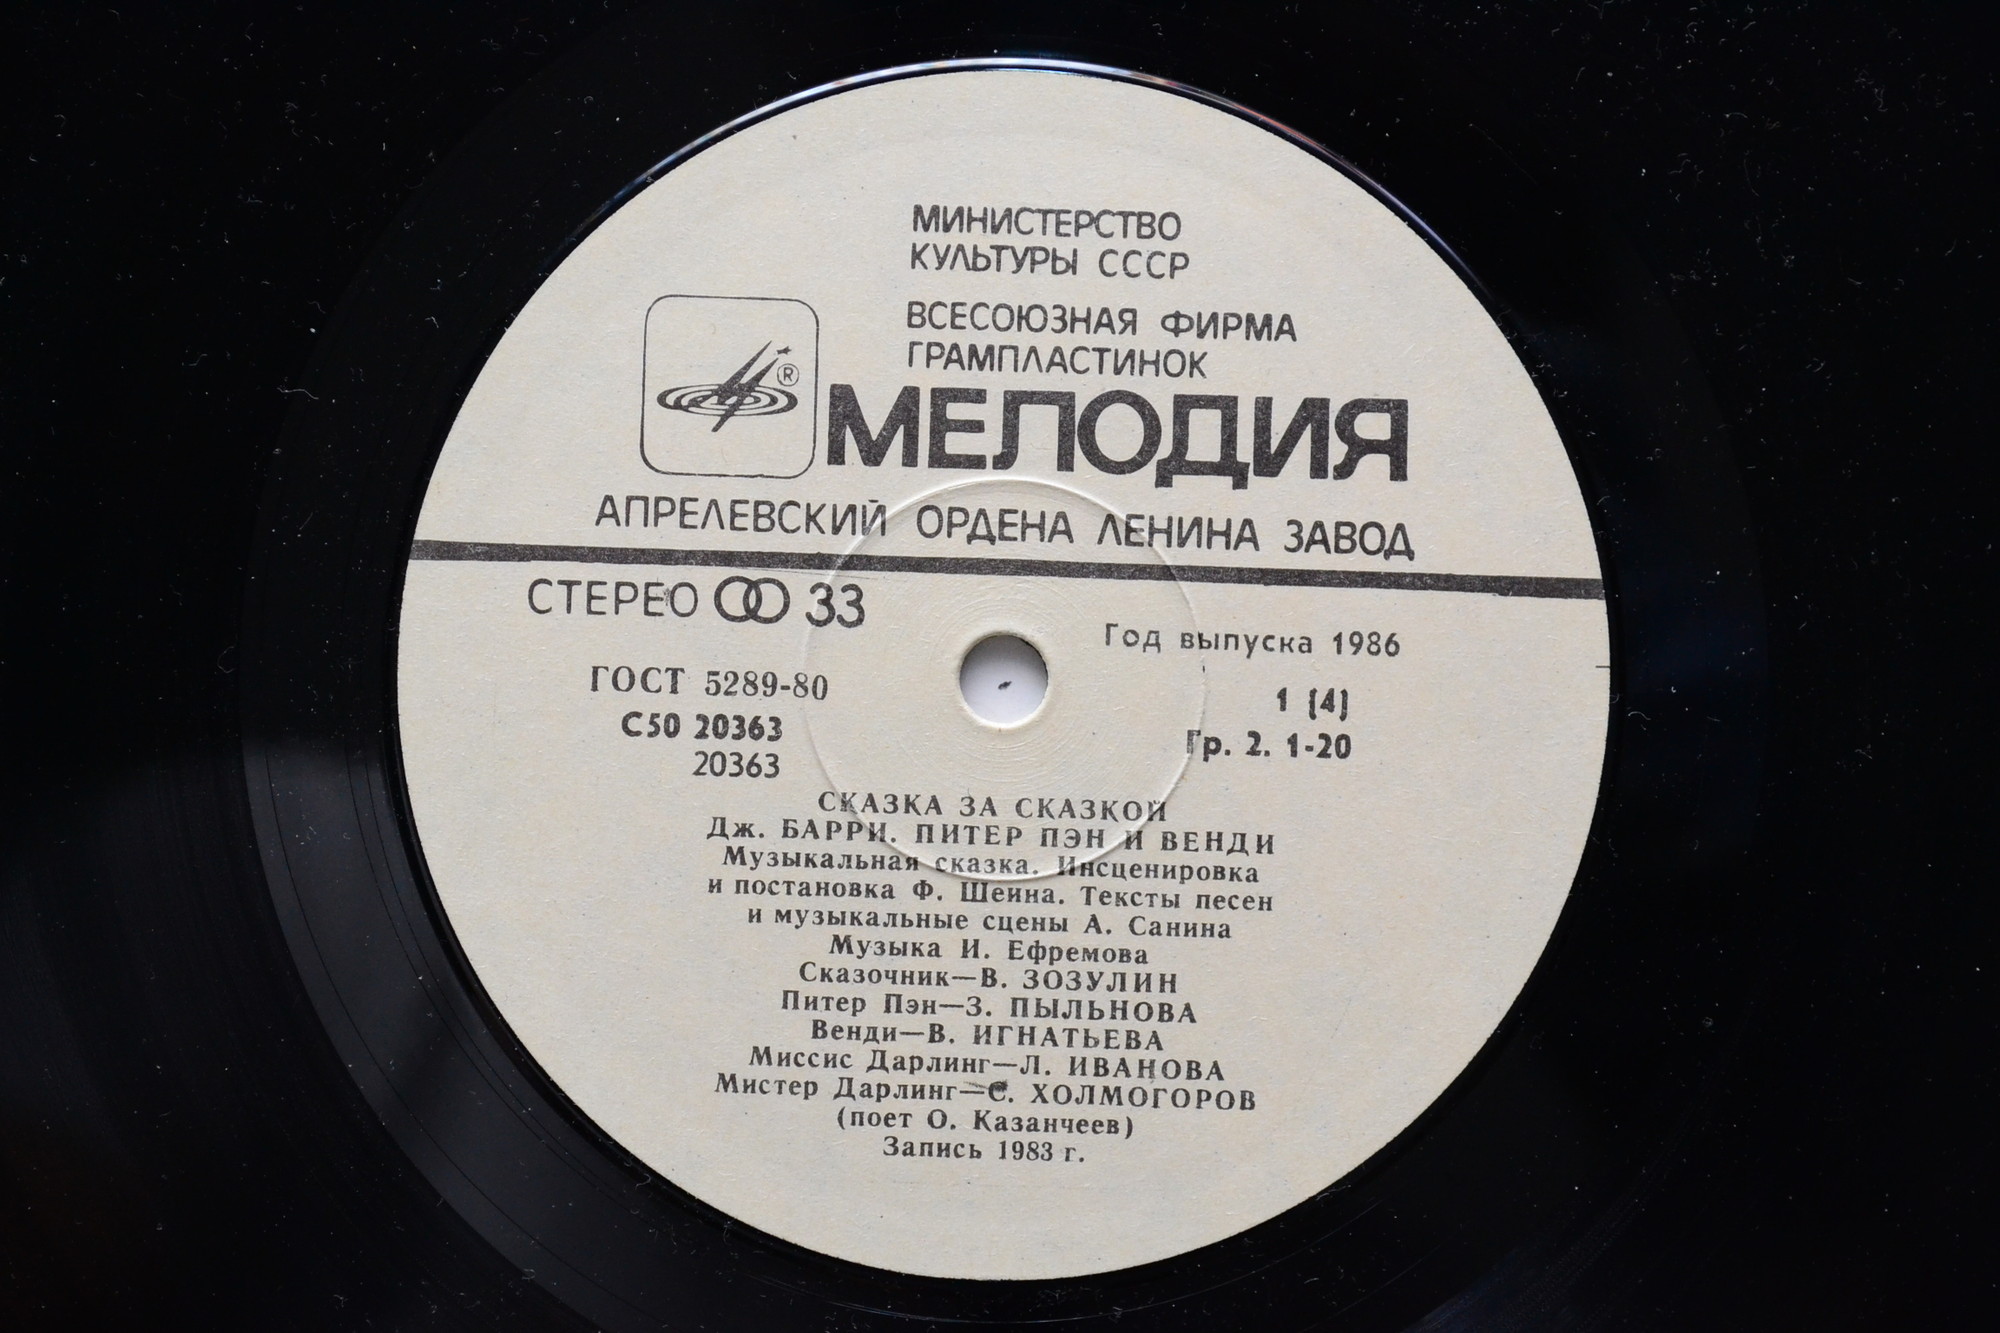 МИНИСТЕРСТВО
КУЛЬТУРЫ СССР
ВСЕСОЮЗНАЯ ФИРМА
ГРАМПЛАСТИНОК
®
МЕЛОДИЯ
АПРЕЛЕВСКИЙ ОРДЕНА ЛЕНИНА ЗАВОД
СТЕРЕО 33
Год выпуска 1986
ГОСТ 5289-80
1 (4)
С50 20363
Гр. 2. 1-20
20363
СКАЗКА ЗА СКАЗКОЙ
Дж. БАРРИ. ПИТЕР ПЭН И ВЕНДИ
Музыкальная сказка. Инсценировка
и постановка Ф. Шеина. Тексты песен
и музыкальные сцены А. Санина
Музыка И. Ефремова
Сказочник—В. ЗОЗУЛИН
Питер Пэн—З. ПЫЛЬНОВА
Венди—В. ИГНАТЬЕВА
Миссис Дарлинг—Л. ИВАНОВА
Мистер Дарлинг—С. ХОЛМОГОРОВ
(поет О. Казанчеев)
Запись 1983 г.